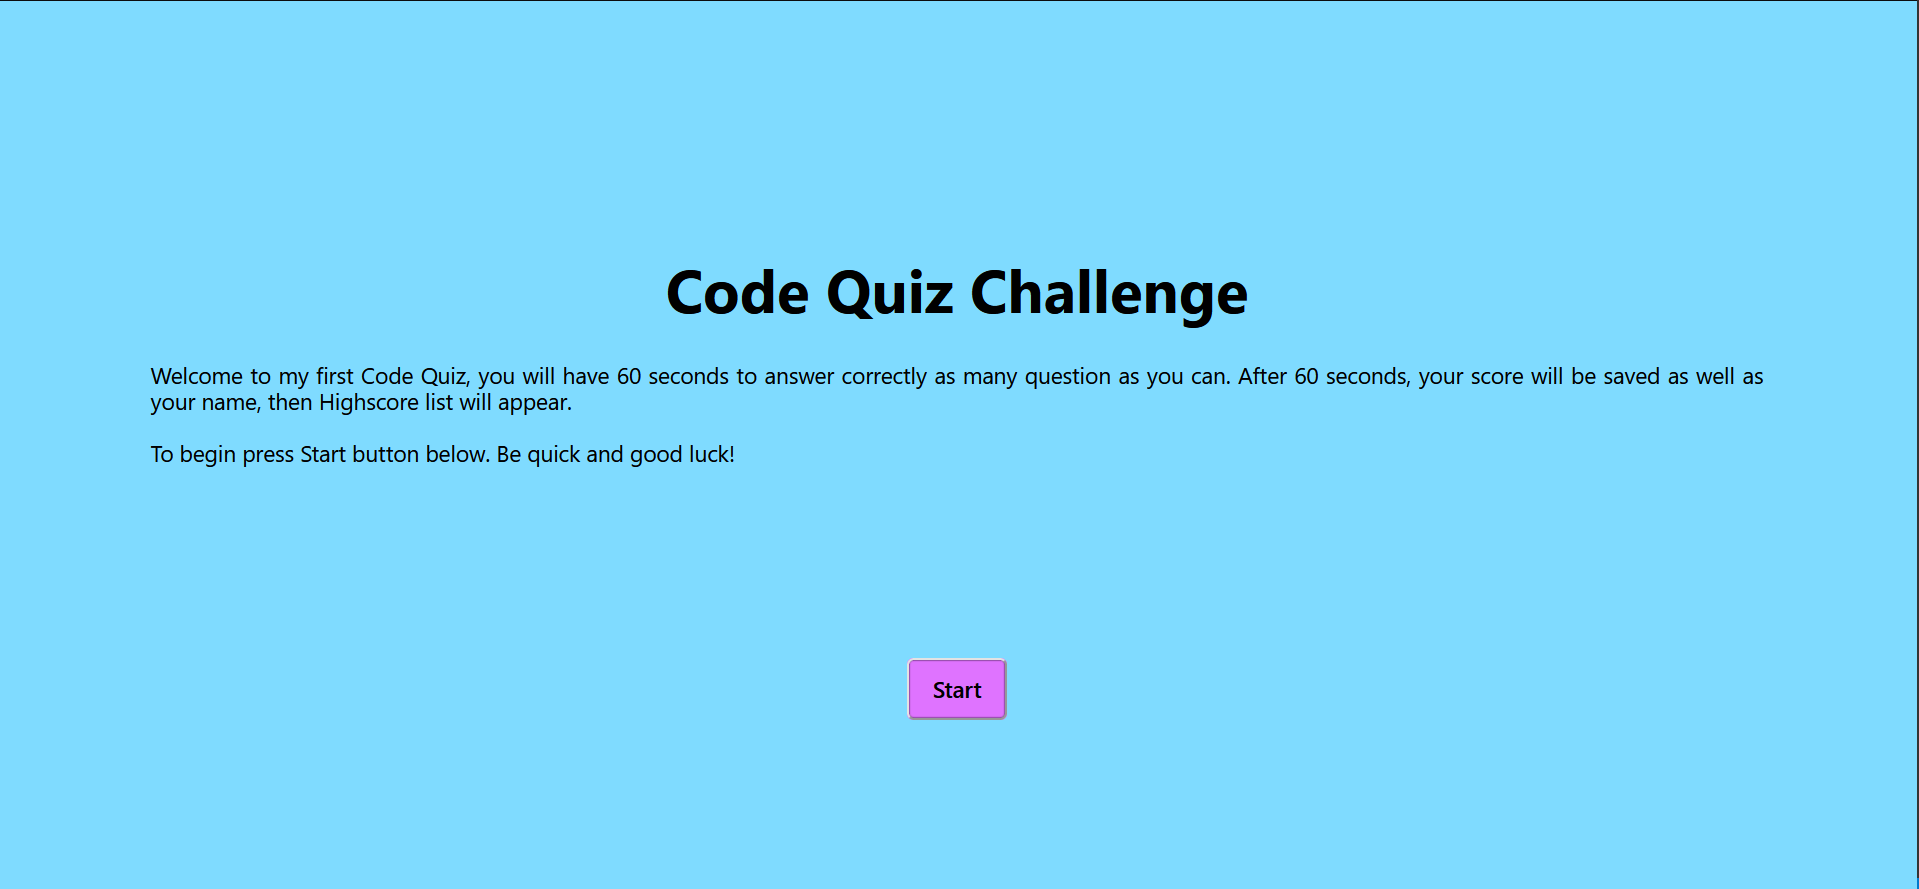 Code Quiz Challenge
Welcome to my first Code Quiz, you will have 60 seconds to answer correctly as many question as you can. After 60 seconds, your score will be saved as well as
your name, then Highscore list will appear.
To begin press Start button below. Be quick and good luck!
Start